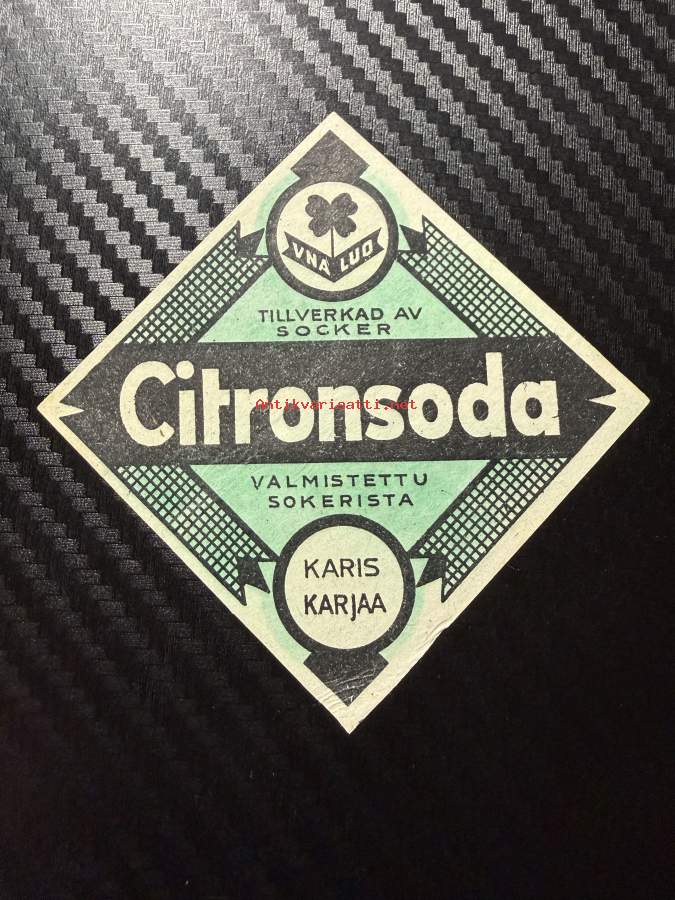 VNA LUO
TILLVERKAD AV
SOCKER
Citronsoda
Antikvariaatti.net
VALMISTETTU
SOKERISTA
KARIS
KARJAA